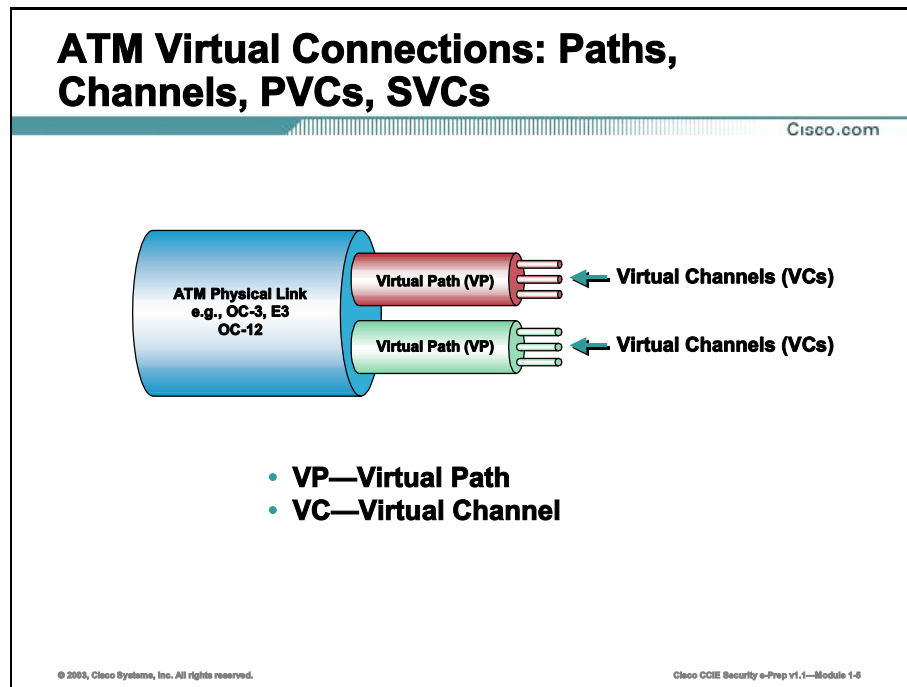 ATM Virtual Connections: Paths,
Channels, PVCs, SVCs
Cisco.com
ATM Physical Link
e.g., OC-3, E3
OC-12
Virtual Path (VP)
Virtual Channels (VCs)
Virtual Path (VP)
Virtual Channels (VCs)
• VP—Virtual Path
• VC—Virtual Channel
© 2003, Cisco Systems, Inc. All rights reserved.
Cisco CCIE Security e-Prep v1.1—Module 1-5